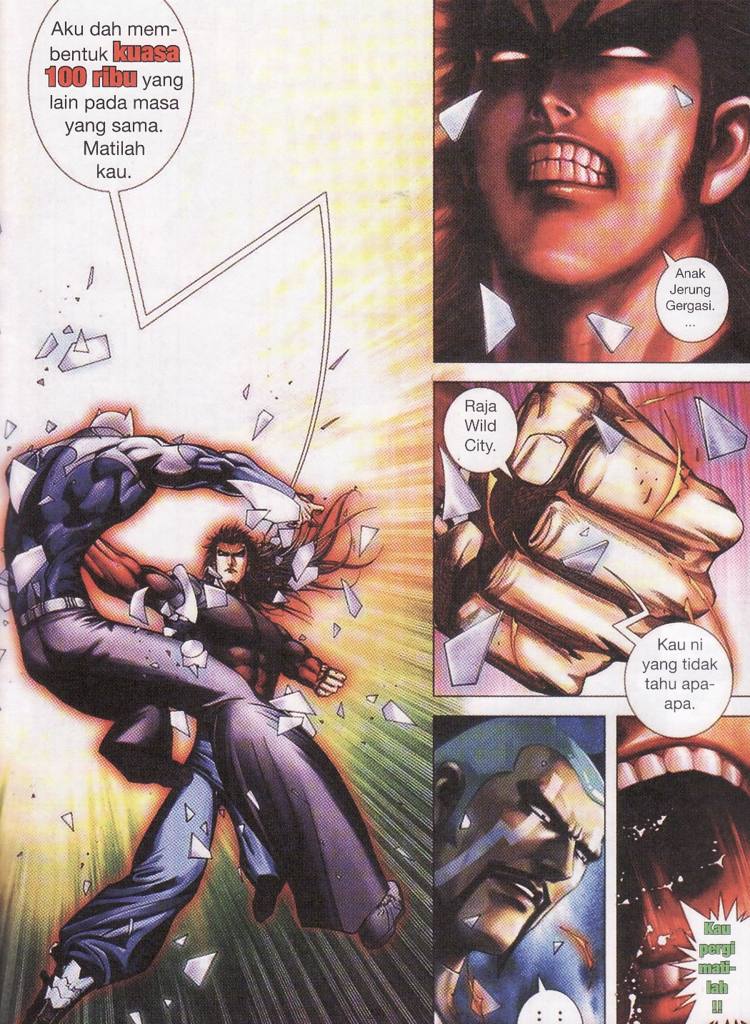 Aku dah mem-
bentuk kuasa
100 ribu yang
lain pada masa
yang sama.
Matilah
kau.
Anak
Jerung
Gergasi.
...
Raja
Wild
City.
Kau ni
yang tidak
tahu apa-
apa.
Kau
pergi
mati-
lah
!!